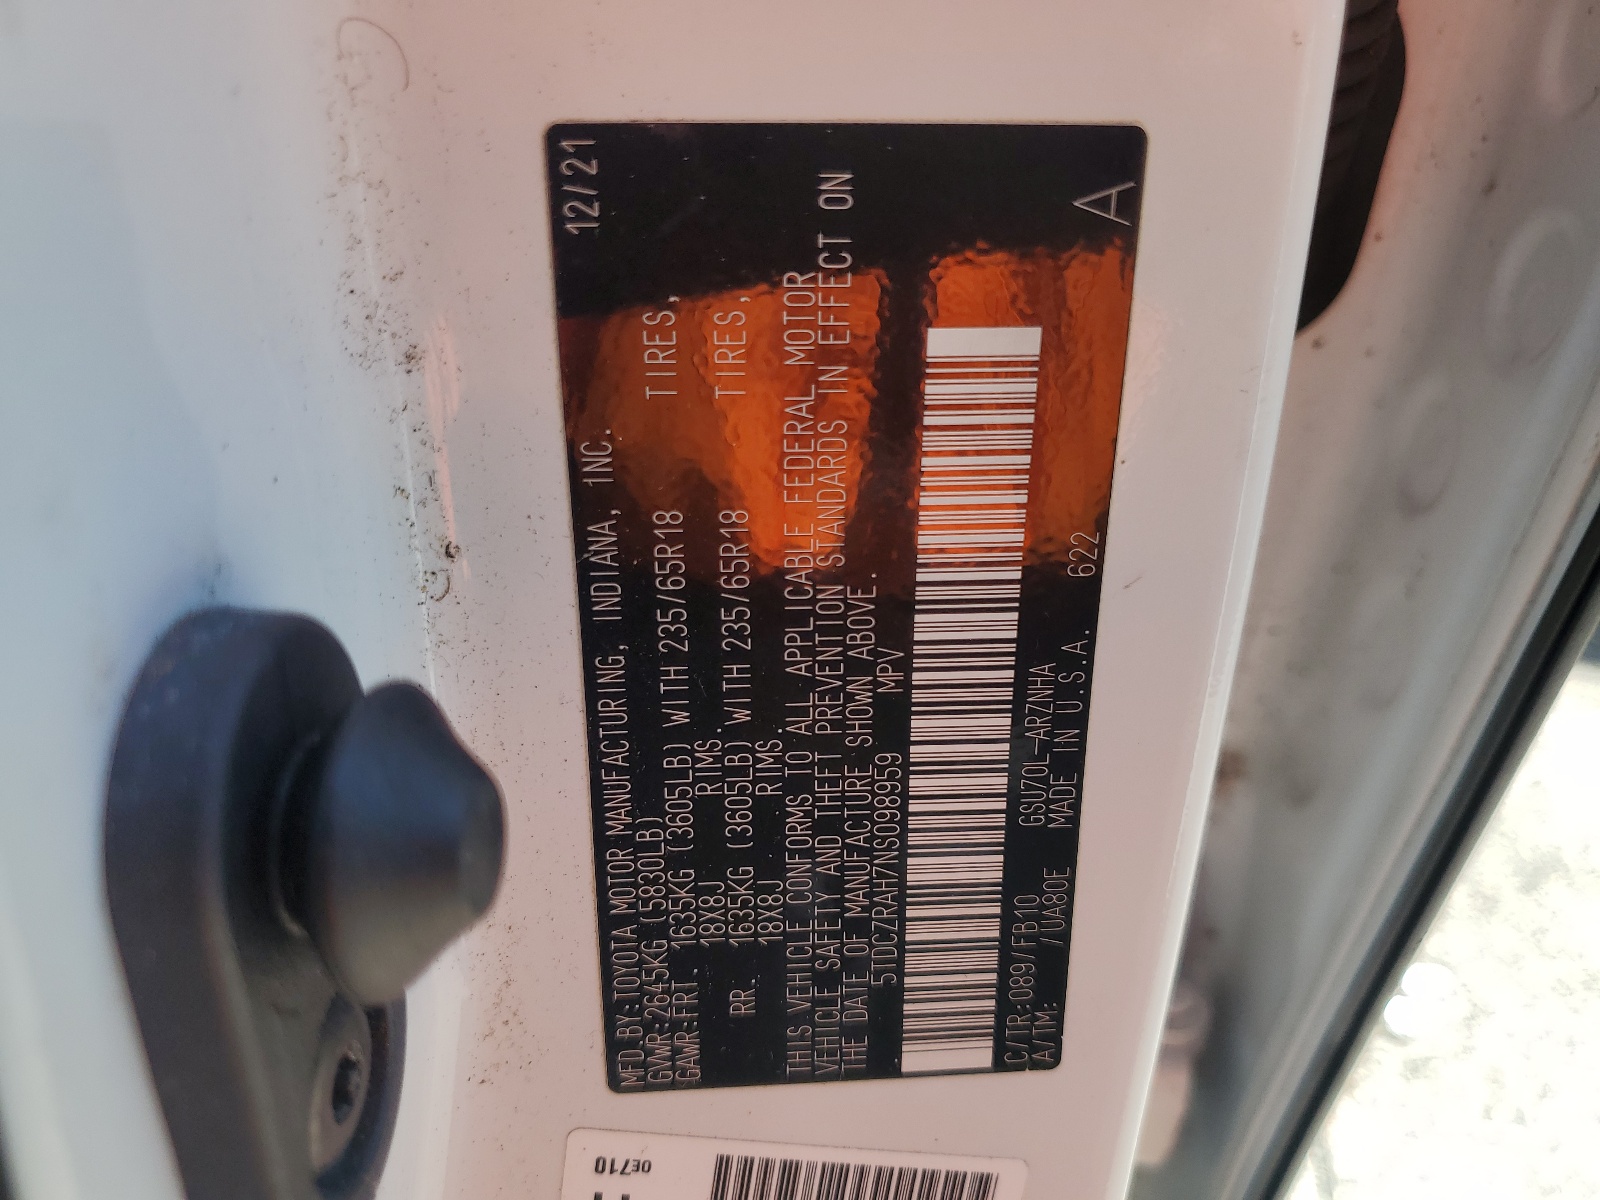 MFD BY:TOYOTA MOTOR MANUFACTURING, INDIANA, INC. 12/21
GVWR:2645KG (5830LB)
GAWR:FRT. 1635KG (3605LB) WITH 235/65R18 TIRES,
18X8J RIMS.
RR. 1635KG (3605LB) WITH 235/65R18 TIRES,
18X8J RIMS.
THIS VEHICLE CONFORMS TO ALL APPLICABLE FEDERAL MOTOR
VEHICLE SAFETY AND THEFT PREVENTION STANDARDS IN EFFECT ON
THE DATE OF MANUFACTURE SHOWN ABOVE.
5TDCZRAH7NS098959 MPV
C/TR:089/FB10 GSU70L-ARZNHA
A/TM: /UA80E MADE IN U.S.A. 622 A
0E710